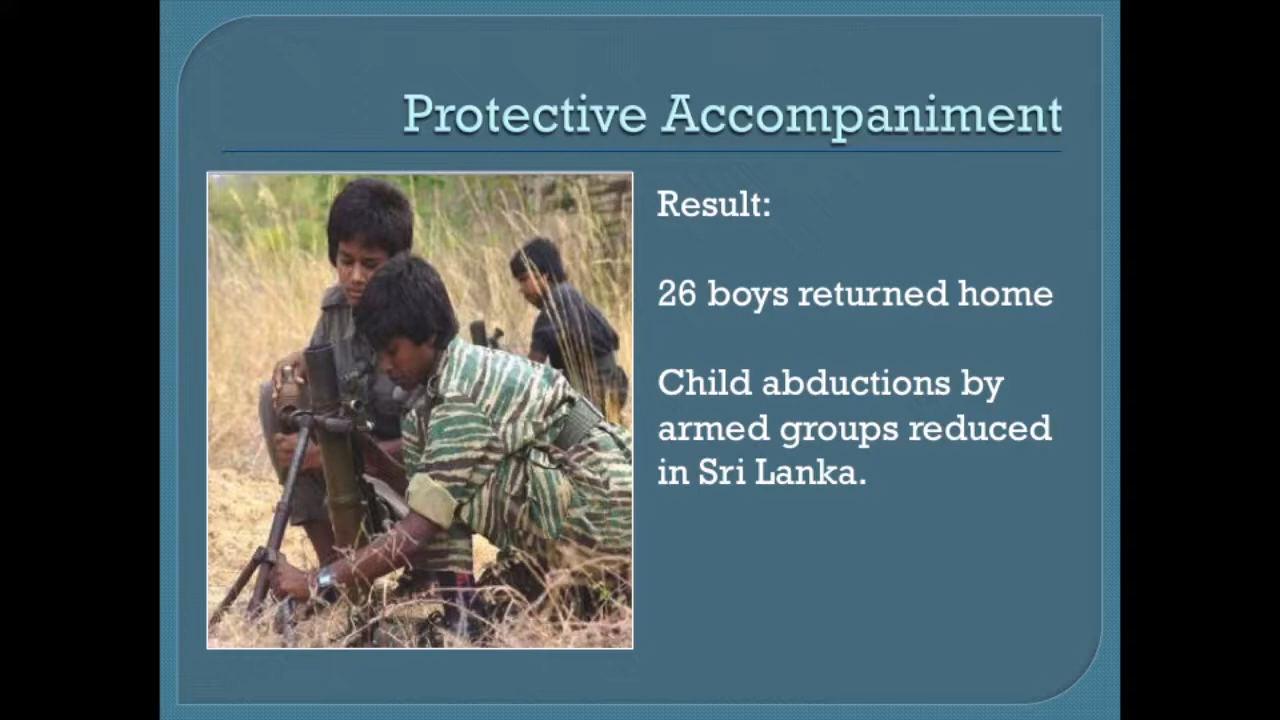 Protective Accompaniment
Result:
26 boys returned home
Child abductions by
armed groups reduced
in Sri Lanka.